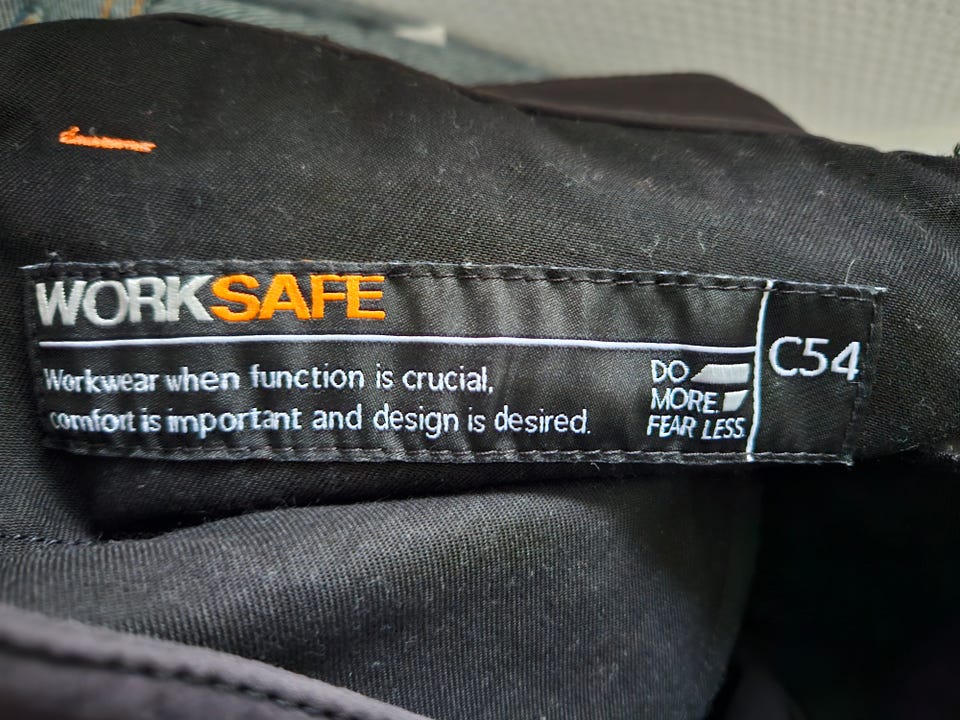 WORKSAFE
Workwear when function is crucial,
comfort is important and design is desired.
DO
MORE.
FEAR LESS
C54